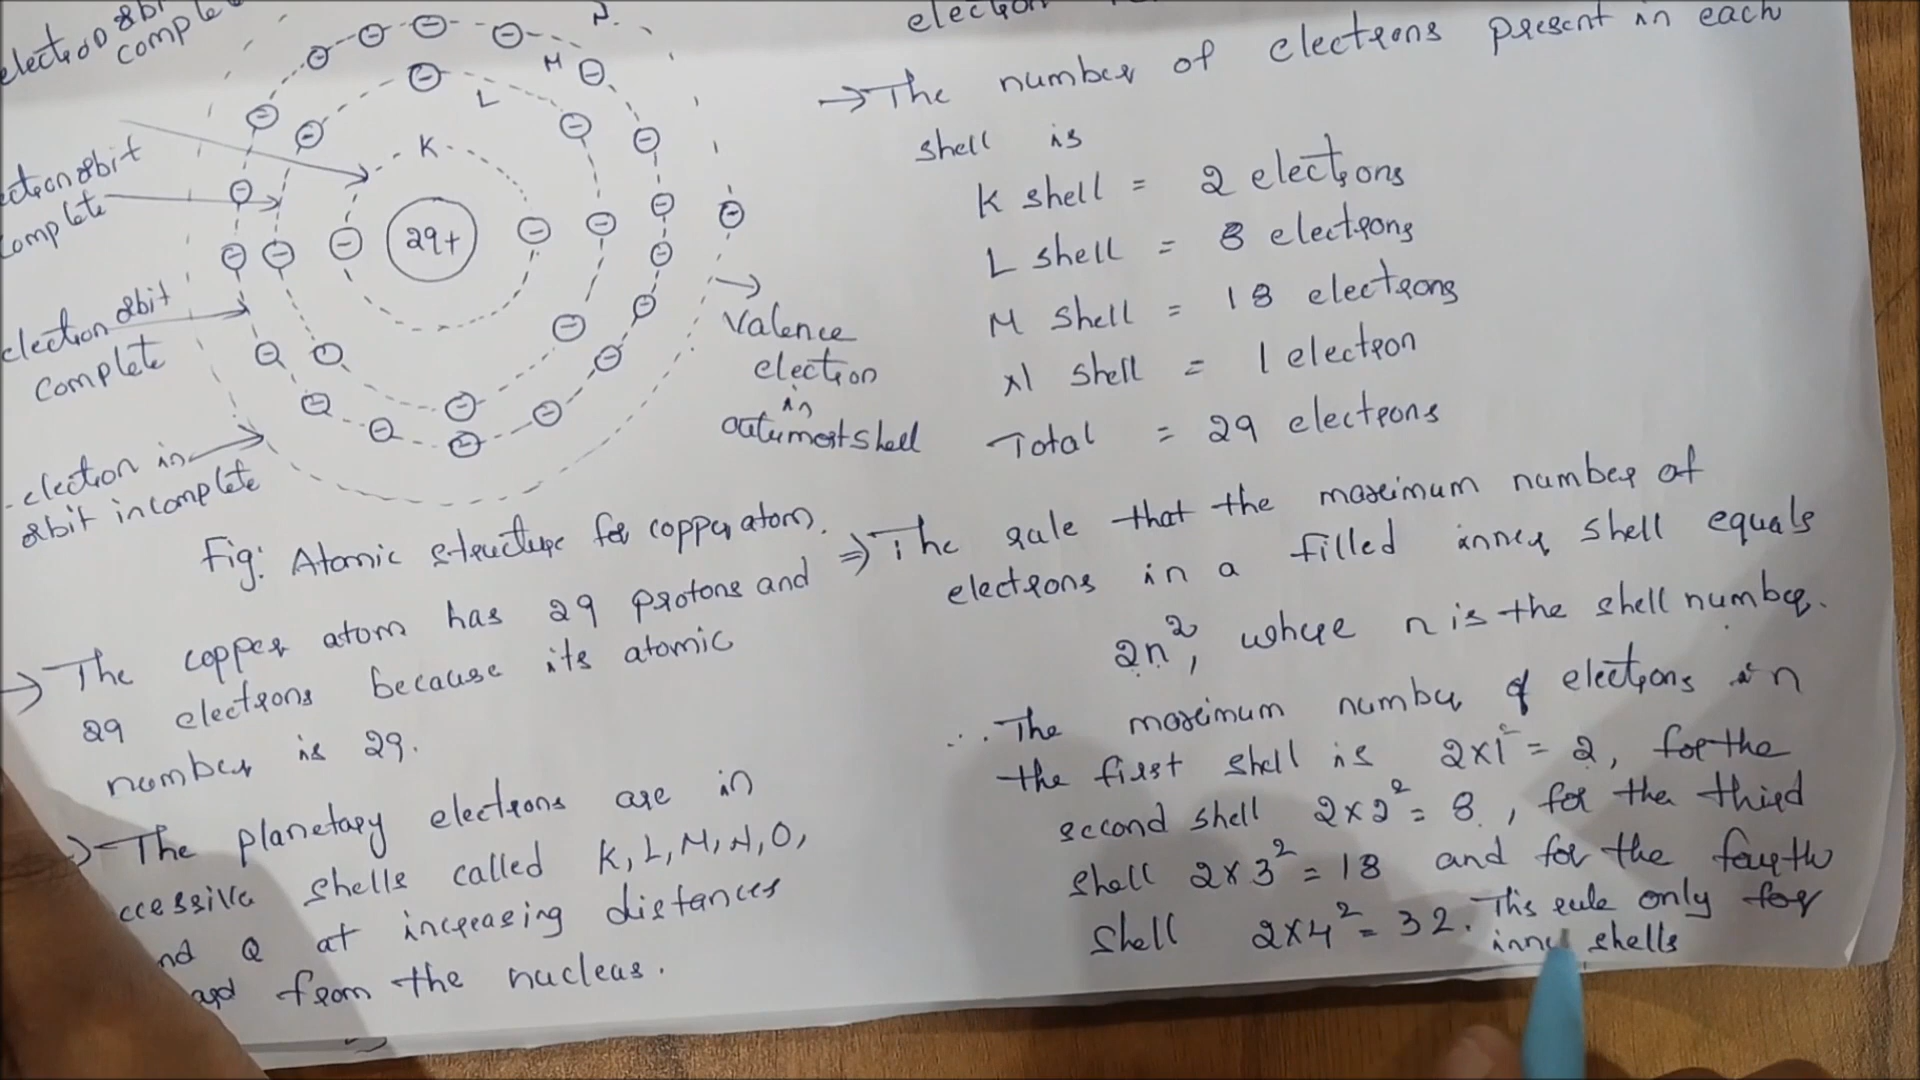 electron orbit
complete
N.
M
L
K
29+
ection orbit
complete
electron orbit
complete
Valence
electron
in
outermost shell
electron in
orbit incomplete
Fig: Atomic structure for copper atom.
→ The copper atom has 29 protons and
29 electrons because its atomic
number is 29.
The planetary electrons are in
ccessive shells called K, L, M, N, O,
nd Q at increasing distances
ard from the nucleus.
electron
→ The number of electrons present in each
shell is
K shell = 2 electrons
L shell = 8 electrons
M shell = 18 electrons
N shell = 1 electron
Total = 29 electrons
⇒ The rule that the maximum number of
electrons in a filled inner shell equals
2n², where n is the shell number.
∴ The maximum number of electrons in
the first shell is 2×1² = 2, for the
second shell 2×2² = 8, for the third
shell 2×3² = 18 and for the fourth
shell 2×4² = 32. This rule only for
inner shells